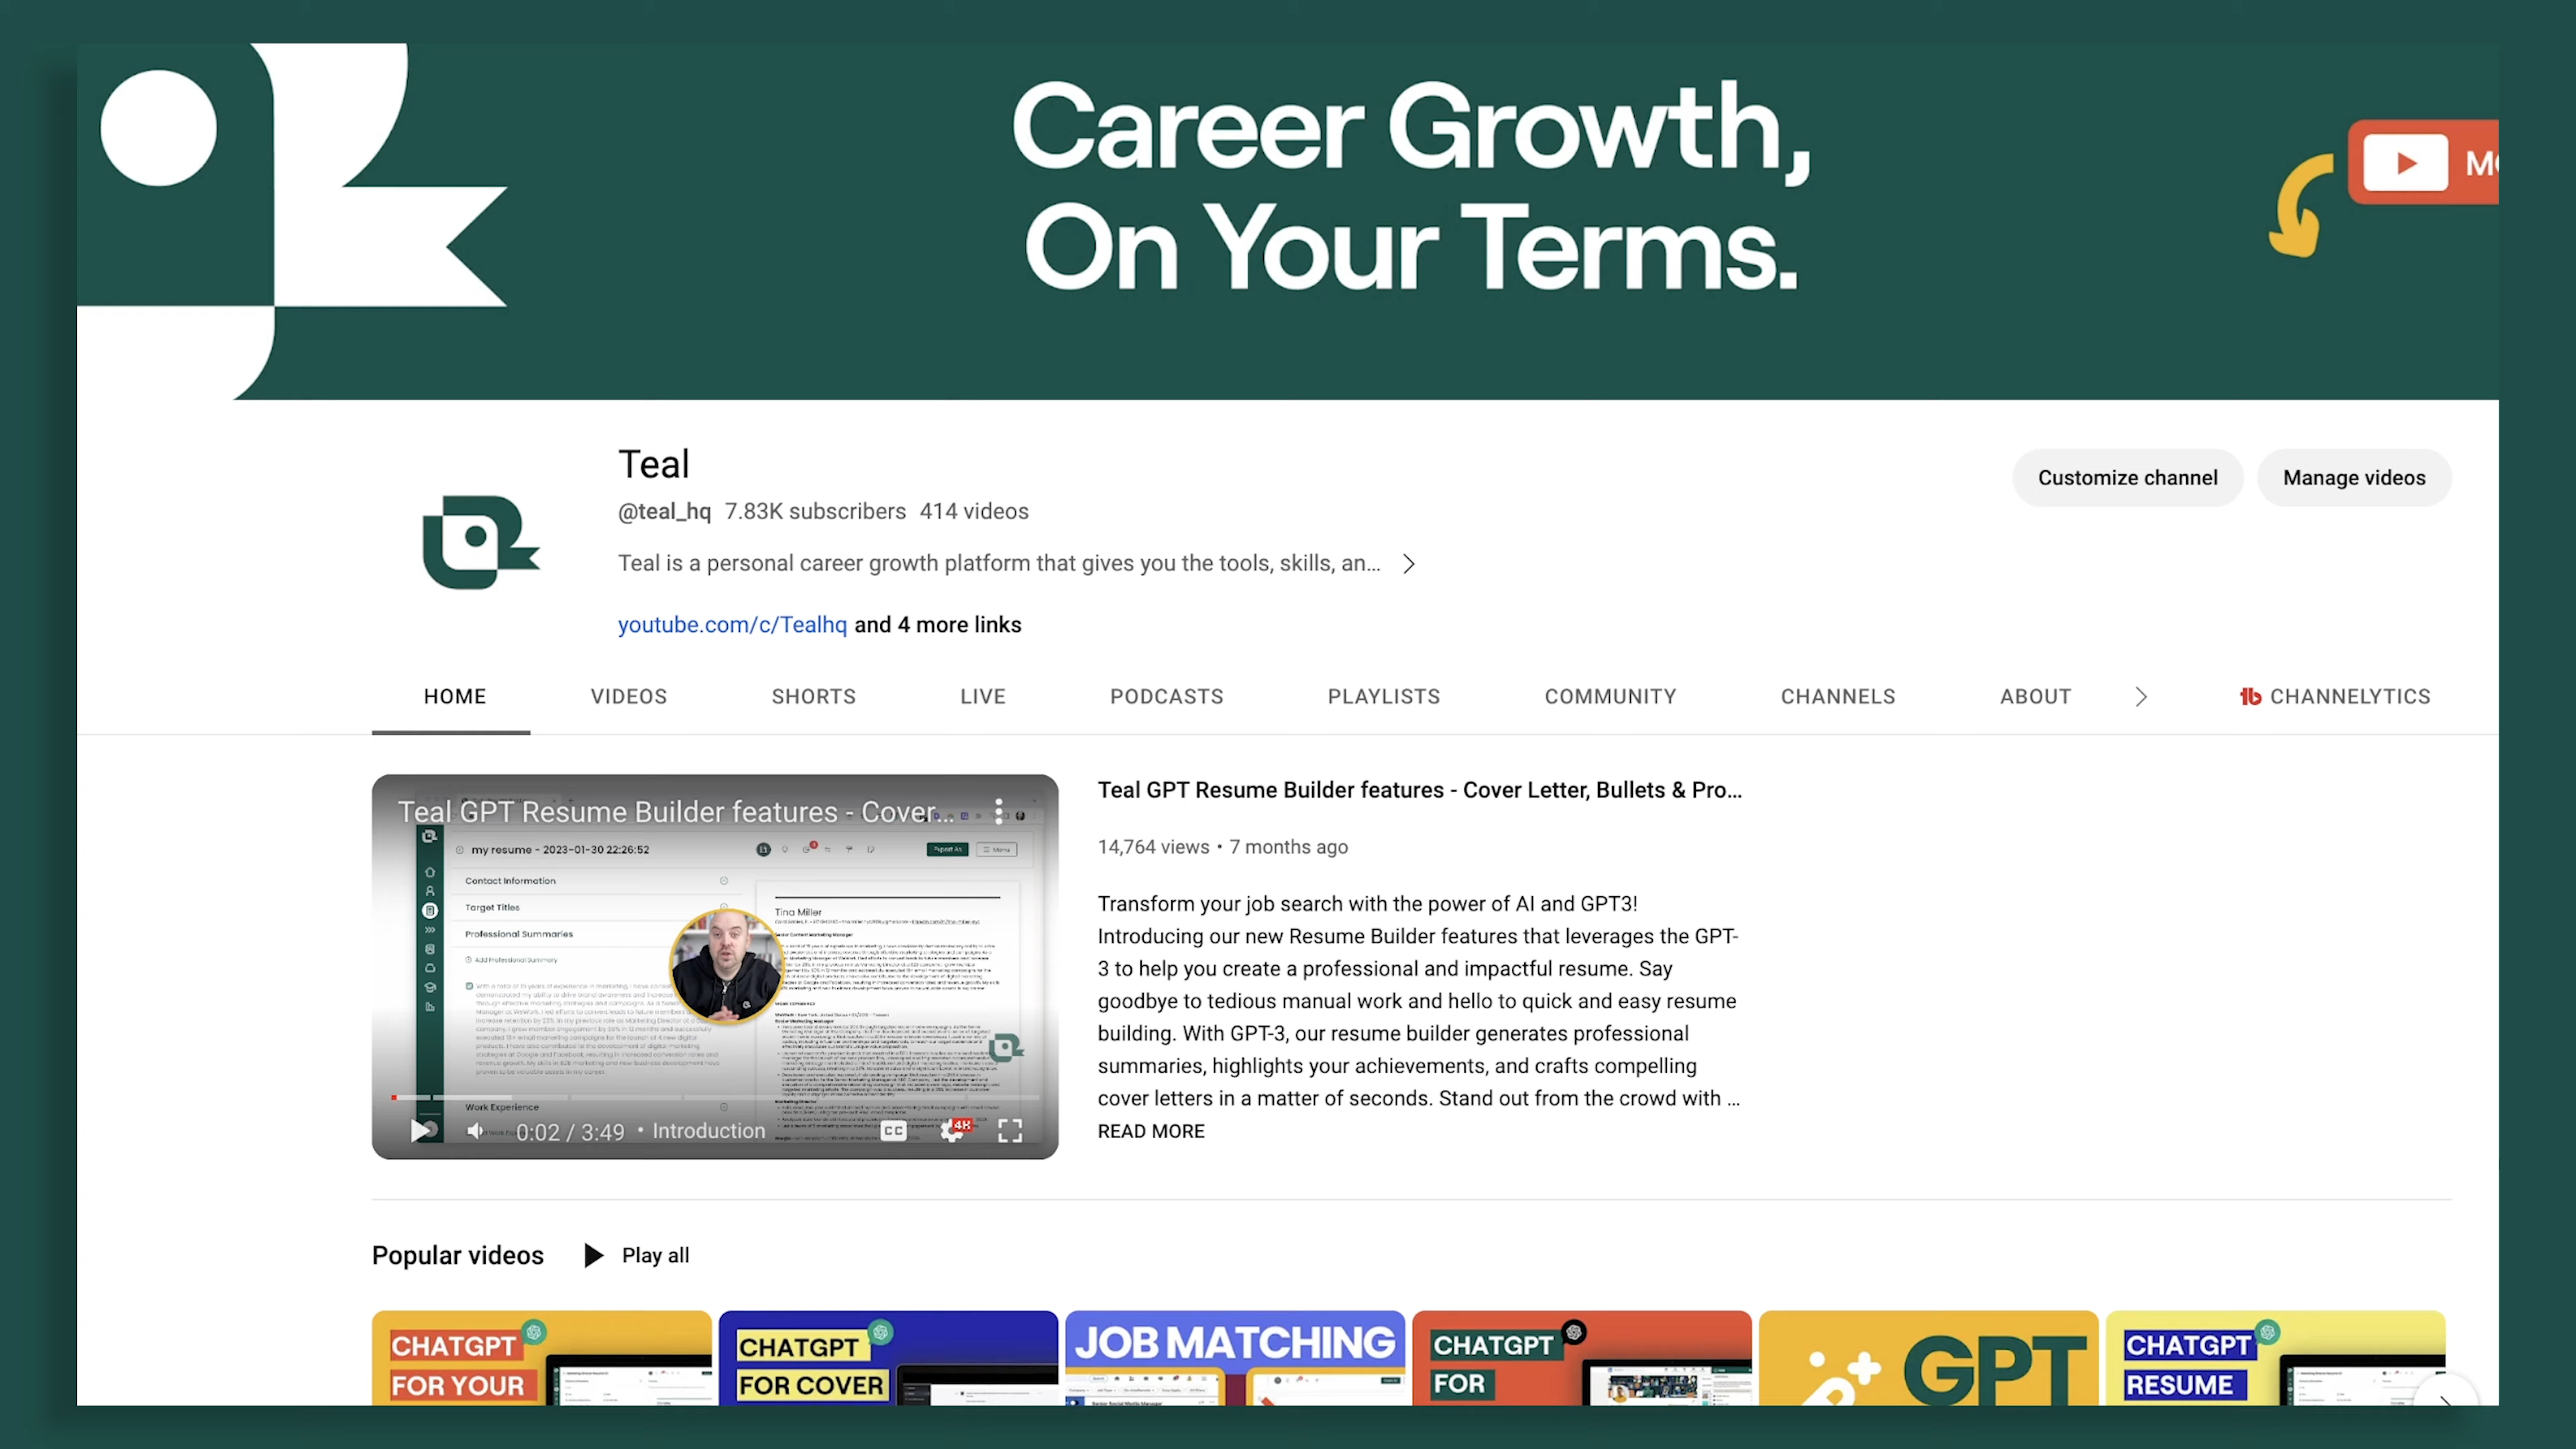 Career Growth,
On Your Terms.
Teal
@teal_hq 7.83K subscribers 414 videos
Customize channel
Manage videos
Teal is a personal career growth platform that gives you the tools, skills, an...
youtube.com/c/Tealhq and 4 more links
HOME
VIDEOS
SHORTS
LIVE
PODCASTS
PLAYLISTS
COMMUNITY
CHANNELS
ABOUT
CHANNELYTICS
Teal GPT Resume Builder features - Cover...
my resume - 2023-01-30 22:26:52
Export As
Menu
Contact Information
Target Titles
Professional Summaries
Add Professional Summary
Tina Miller
Work Experience
0:02 / 3:49 • Introduction
CC
4K
Teal GPT Resume Builder features - Cover Letter, Bullets & Pro...
14,764 views • 7 months ago
Transform your job search with the power of AI and GPT3!
Introducing our new Resume Builder features that leverages the GPT-
3 to help you create a professional and impactful resume. Say
goodbye to tedious manual work and hello to quick and easy resume
building. With GPT-3, our resume builder generates professional
summaries, highlights your achievements, and crafts compelling
cover letters in a matter of seconds. Stand out from the crowd with ...
READ MORE
Popular videos
Play all
CHATGPT
FOR YOUR
CHATGPT
FOR COVER
JOB MATCHING
CHATGPT
FOR
GPT
CHATGPT
RESUME